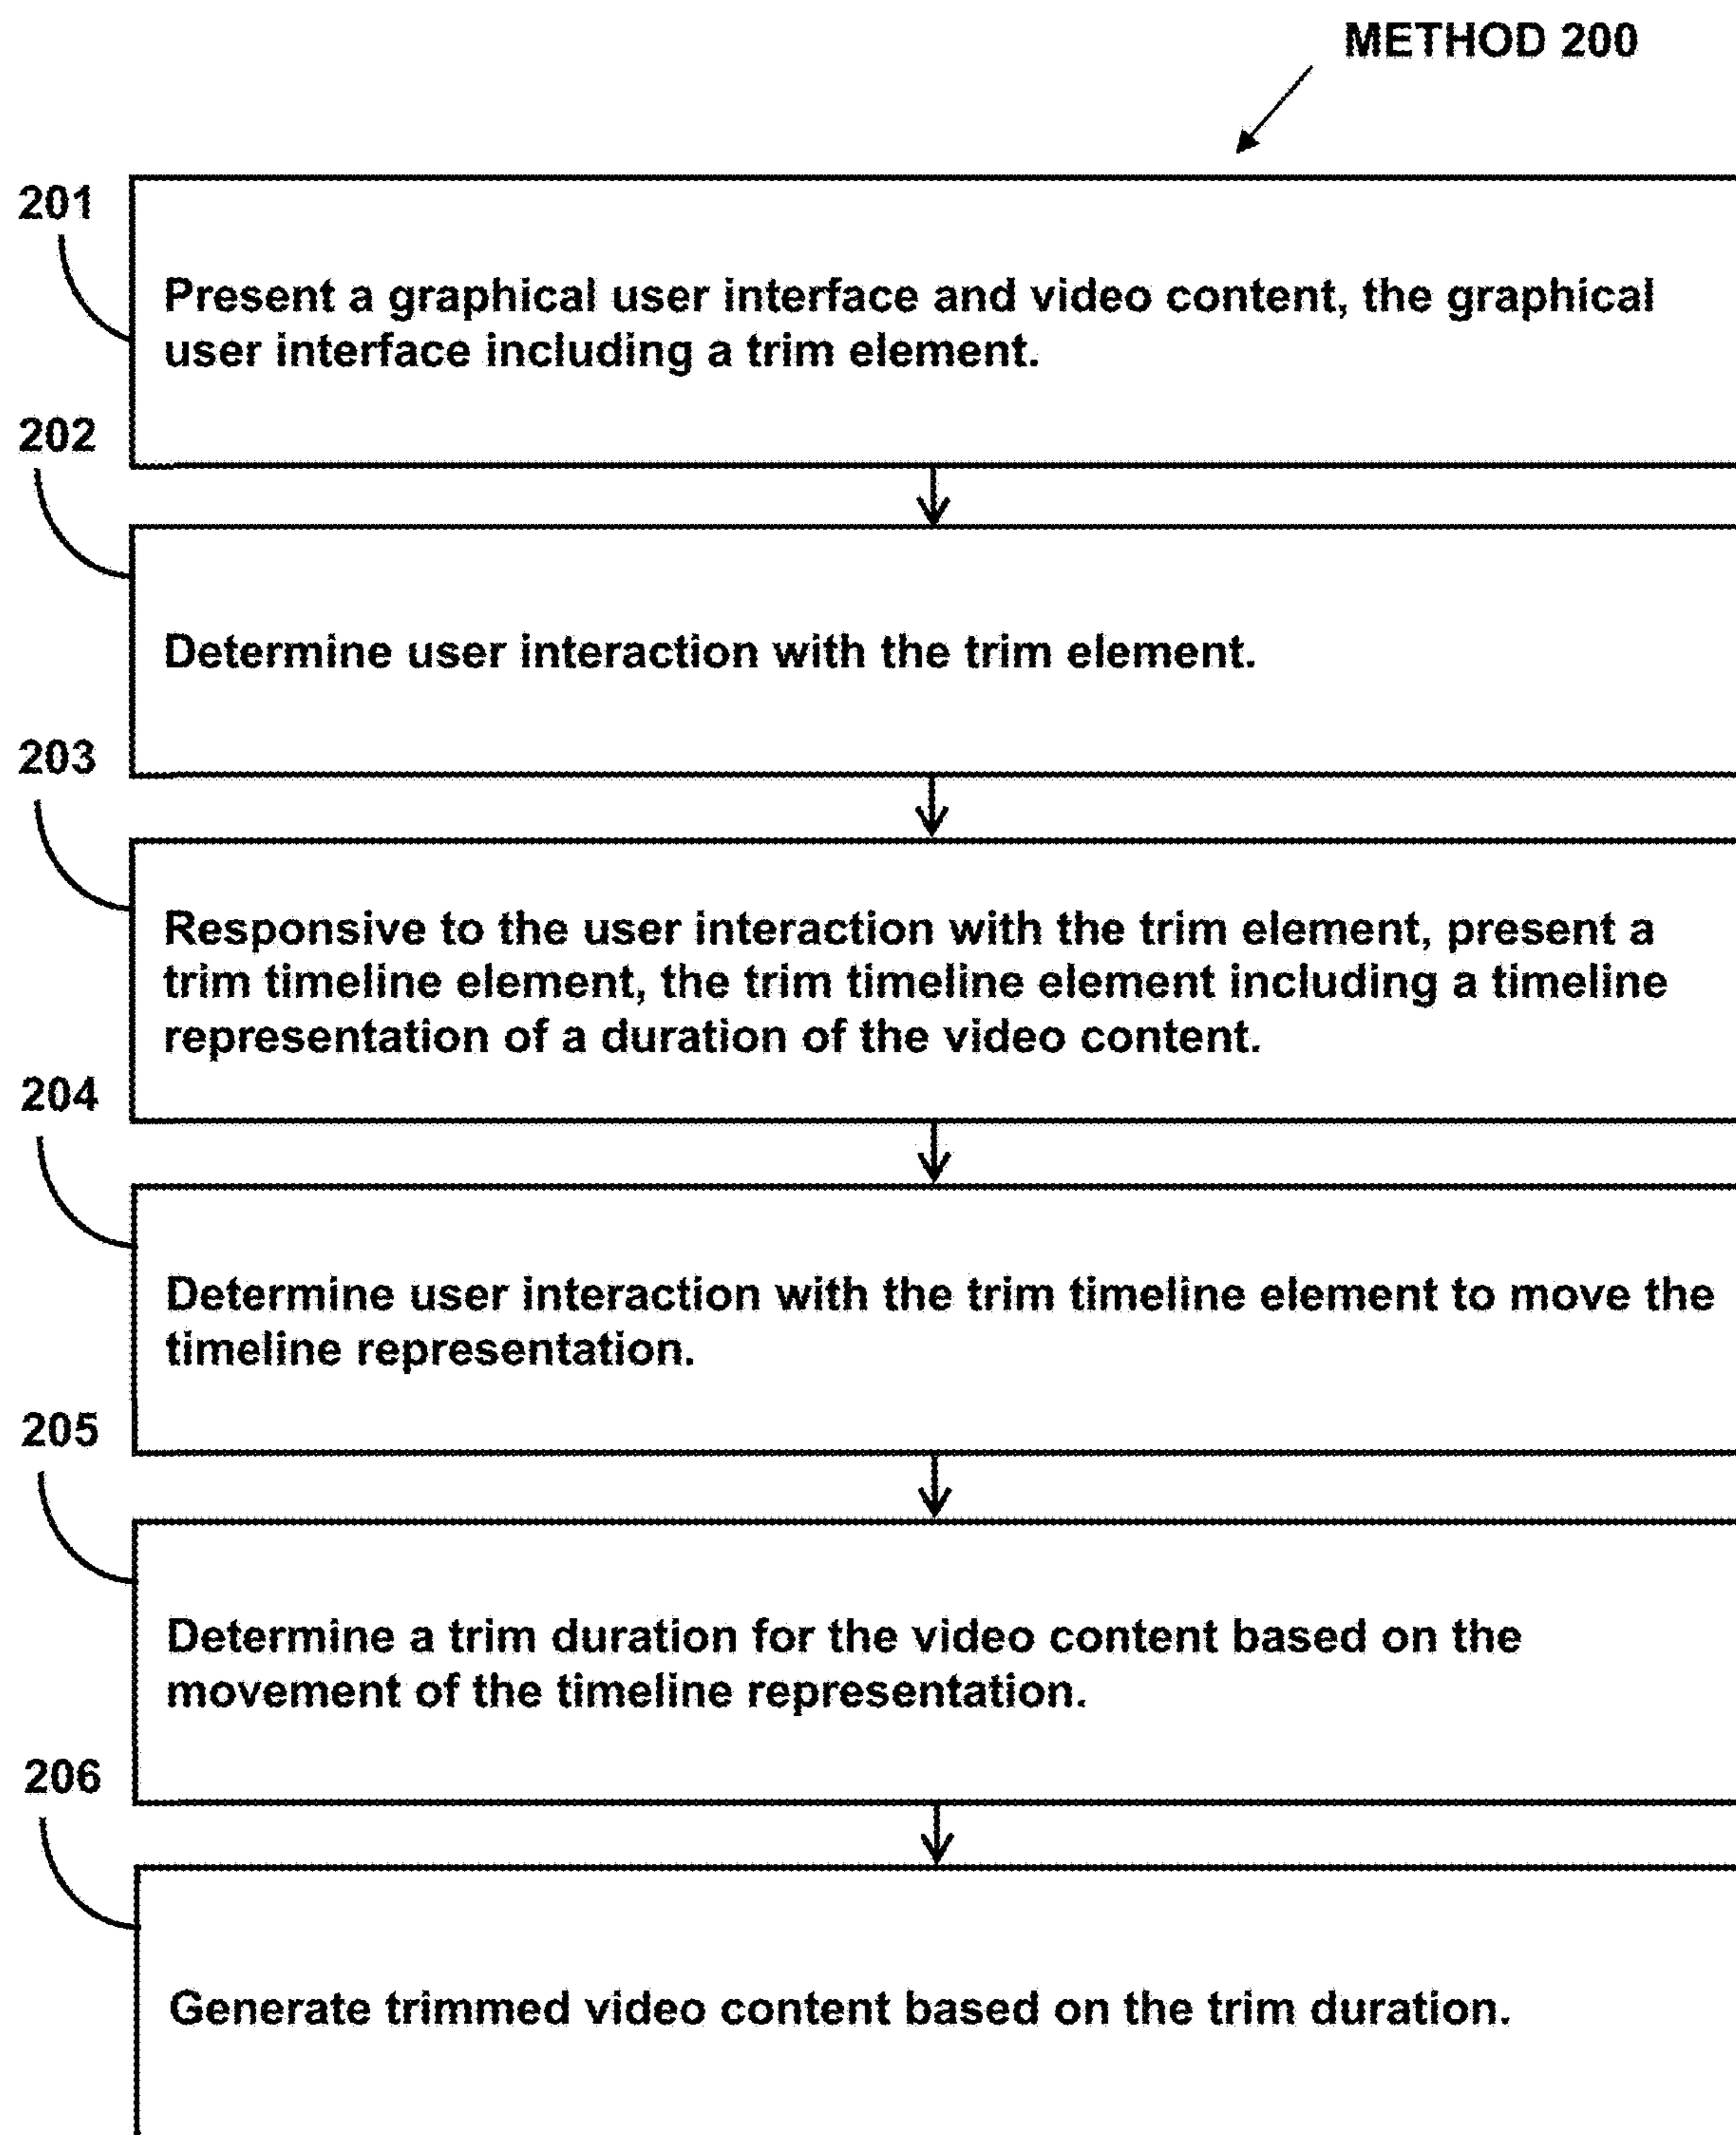 METHOD 200
201
Present a graphical user interface and video content, the graphical
user interface including a trim element.
202
Determine user interaction with the trim element.
203
Responsive to the user interaction with the trim element, present a
trim timeline element, the trim timeline element including a timeline
representation of a duration of the video content.
204
Determine user interaction with the trim timeline element to move the
timeline representation.
205
Determine a trim duration for the video content based on the
movement of the timeline representation.
206
Generate trimmed video content based on the trim duration.